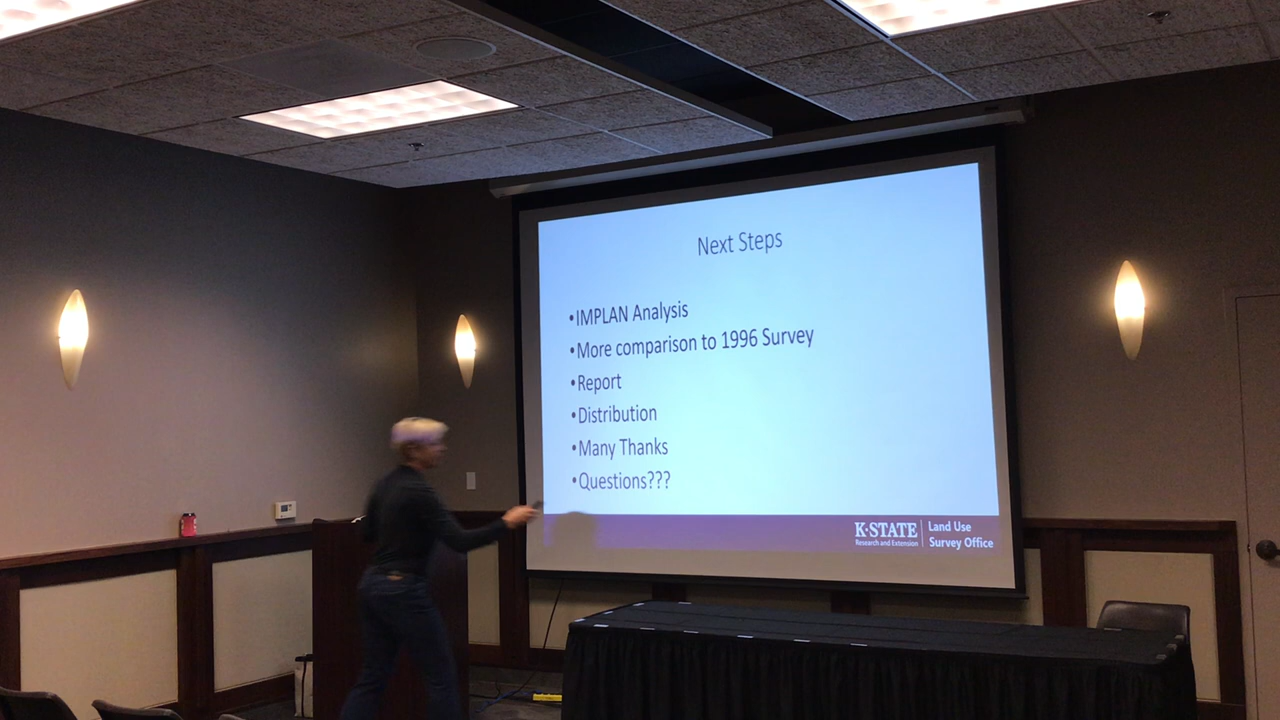 Next Steps
•IMPLAN Analysis
•More comparison to 1996 Survey
•Report
•Distribution
•Many Thanks
•Questions???
K-STATE
Research and Extension
Land Use
Survey Office